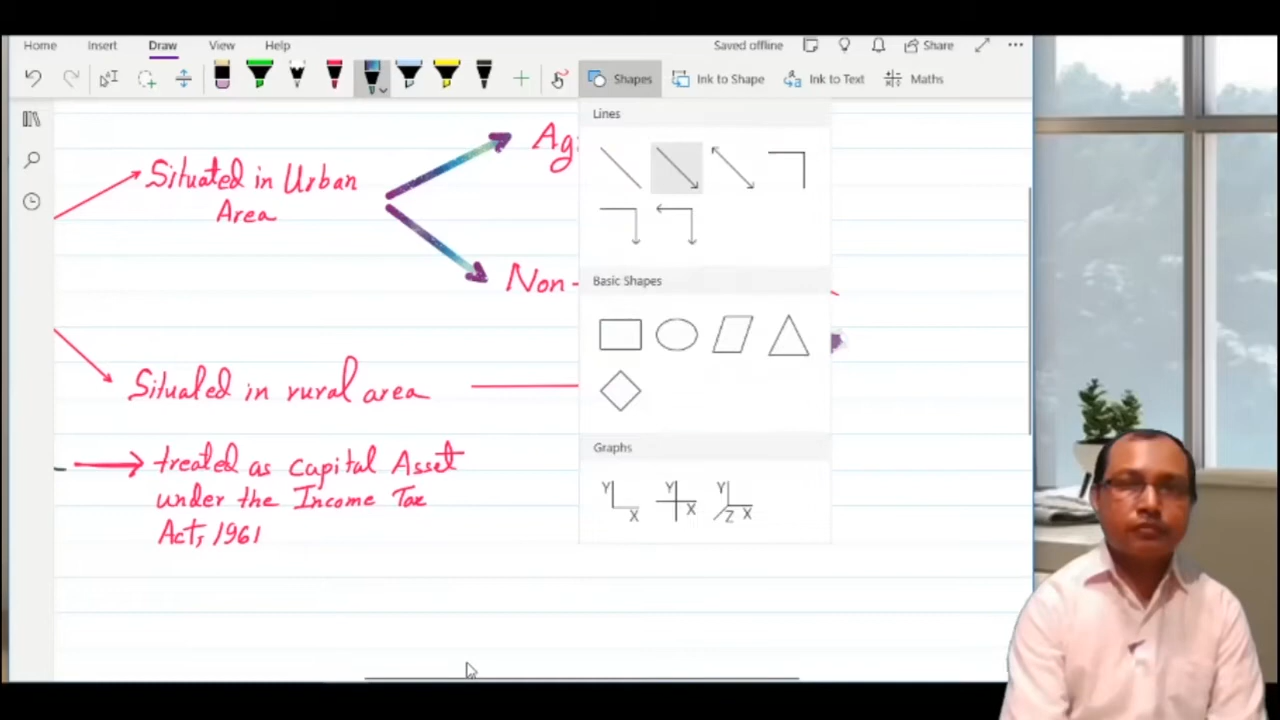 Home Insert Draw View Help Saved offline Share
Shapes Ink to Shape Ink to Text Maths
Lines
Situated in Urban
Area
Basic Shapes
Non -
Situated in rural area
treated as Capital Asset
under the Income Tax
Act, 1961
Graphs
Y X Y X Y Z X